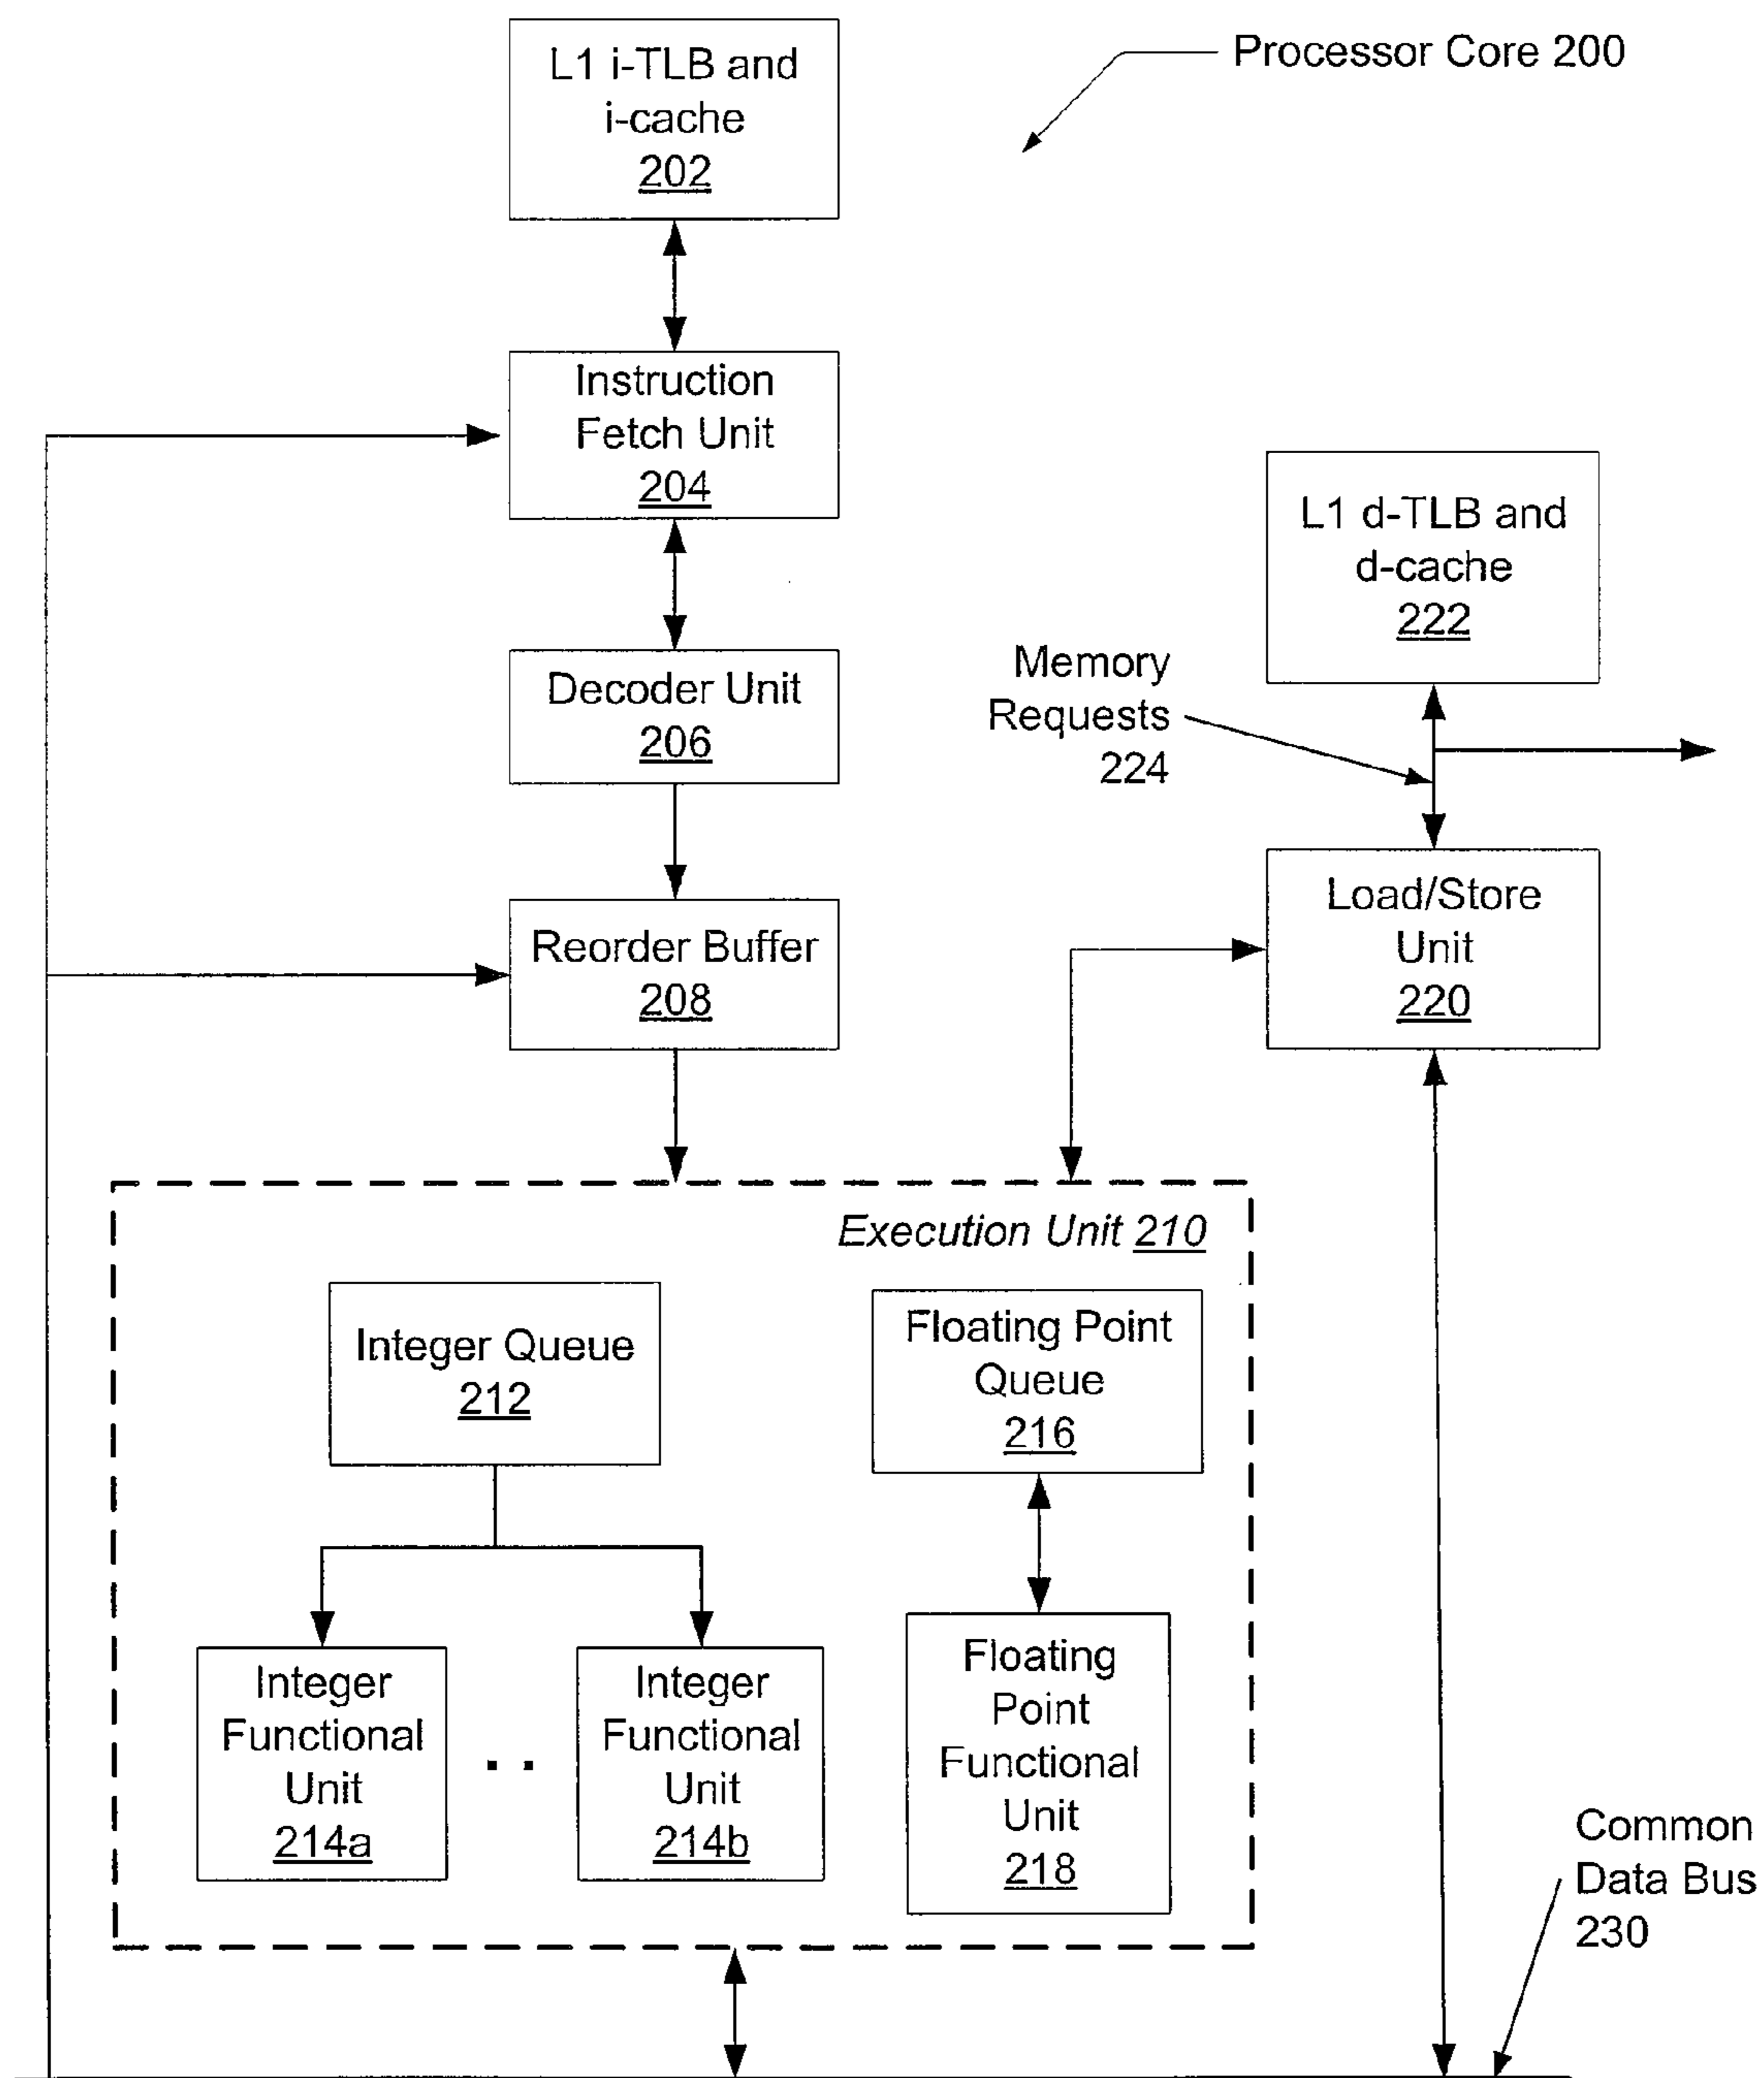 L1 i-TLB and
i-cache
202
Processor Core 200
Instruction
Fetch Unit
204
L1 d-TLB and
d-cache
222
Memory
Requests
224
Decoder Unit
206
Load/Store
Unit
220
Reorder Buffer
208
Execution Unit 210
Integer Queue
212
Floating Point
Queue
216
Integer
Functional
Unit
214a
. .
Integer
Functional
Unit
214b
Floating
Point
Functional
Unit
218
Common
Data Bus
230